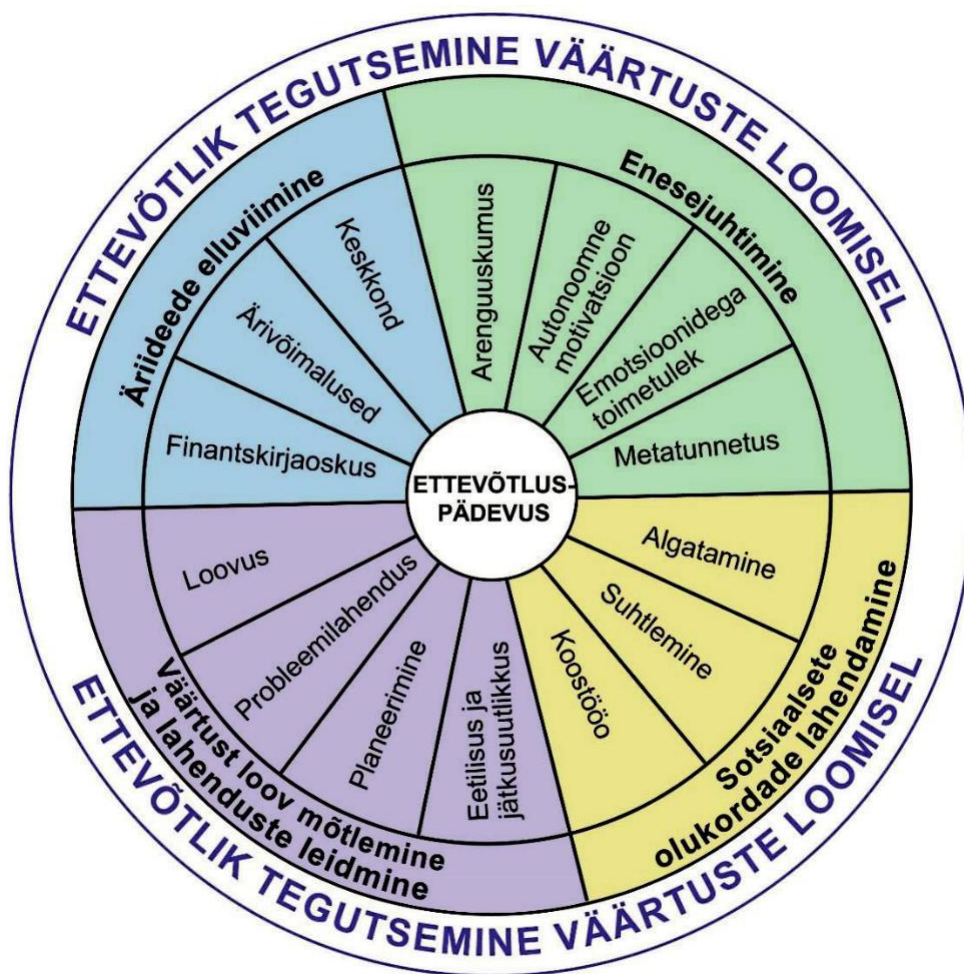 ETTEVÕTLIK TEGUTSEMINE VÄÄRTUSTE LOOMISEL
Enesejuhtimine
Arenguuskumus
Autonoomne
motivatsioon
Emotsioonidega
toimetulek
Metatunnetus
Sotsiaalsete
olukordade lahendamine
Algatamine
Suhtlemine
Koostöö
Väärtust loov mõtlemine
ja lahenduste leidmine
Eetilisus ja
jätkusuutlikkus
Planeerimine
Probleemilahendus
Loovus
Äriideede elluviimine
Finantskirjaoskus
Ärivõimalused
Keskkond
ETTEVÕTLUS-
PÄDEVUS
ETTEVÕTLIK TEGUTSEMINE VÄÄRTUSTE LOOMISEL